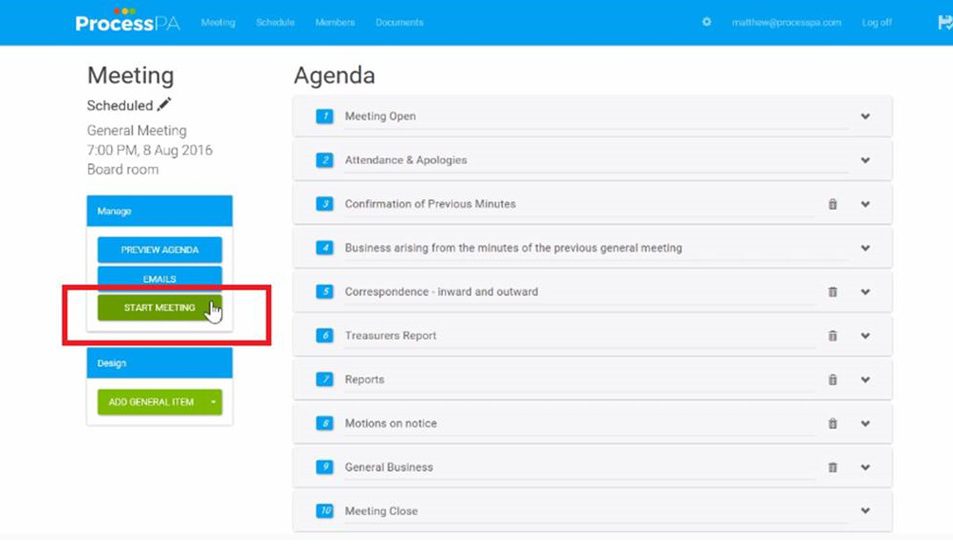 ProcessPA Meeting Schedule Members Documents matthew@processpa.com Log off
Meeting
Scheduled
General Meeting
7:00 PM, 8 Aug 2016
Board room
Manage
PREVIEW AGENDA
EMAILS
START MEETING
Design
ADD GENERAL ITEM
Agenda
1 Meeting Open
2 Attendance & Apologies
3 Confirmation of Previous Minutes
4 Business arising from the minutes of the previous general meeting
5 Correspondence - inward and outward
6 Treasurers Report
7 Reports
8 Motions on notice
9 General Business
10 Meeting Close